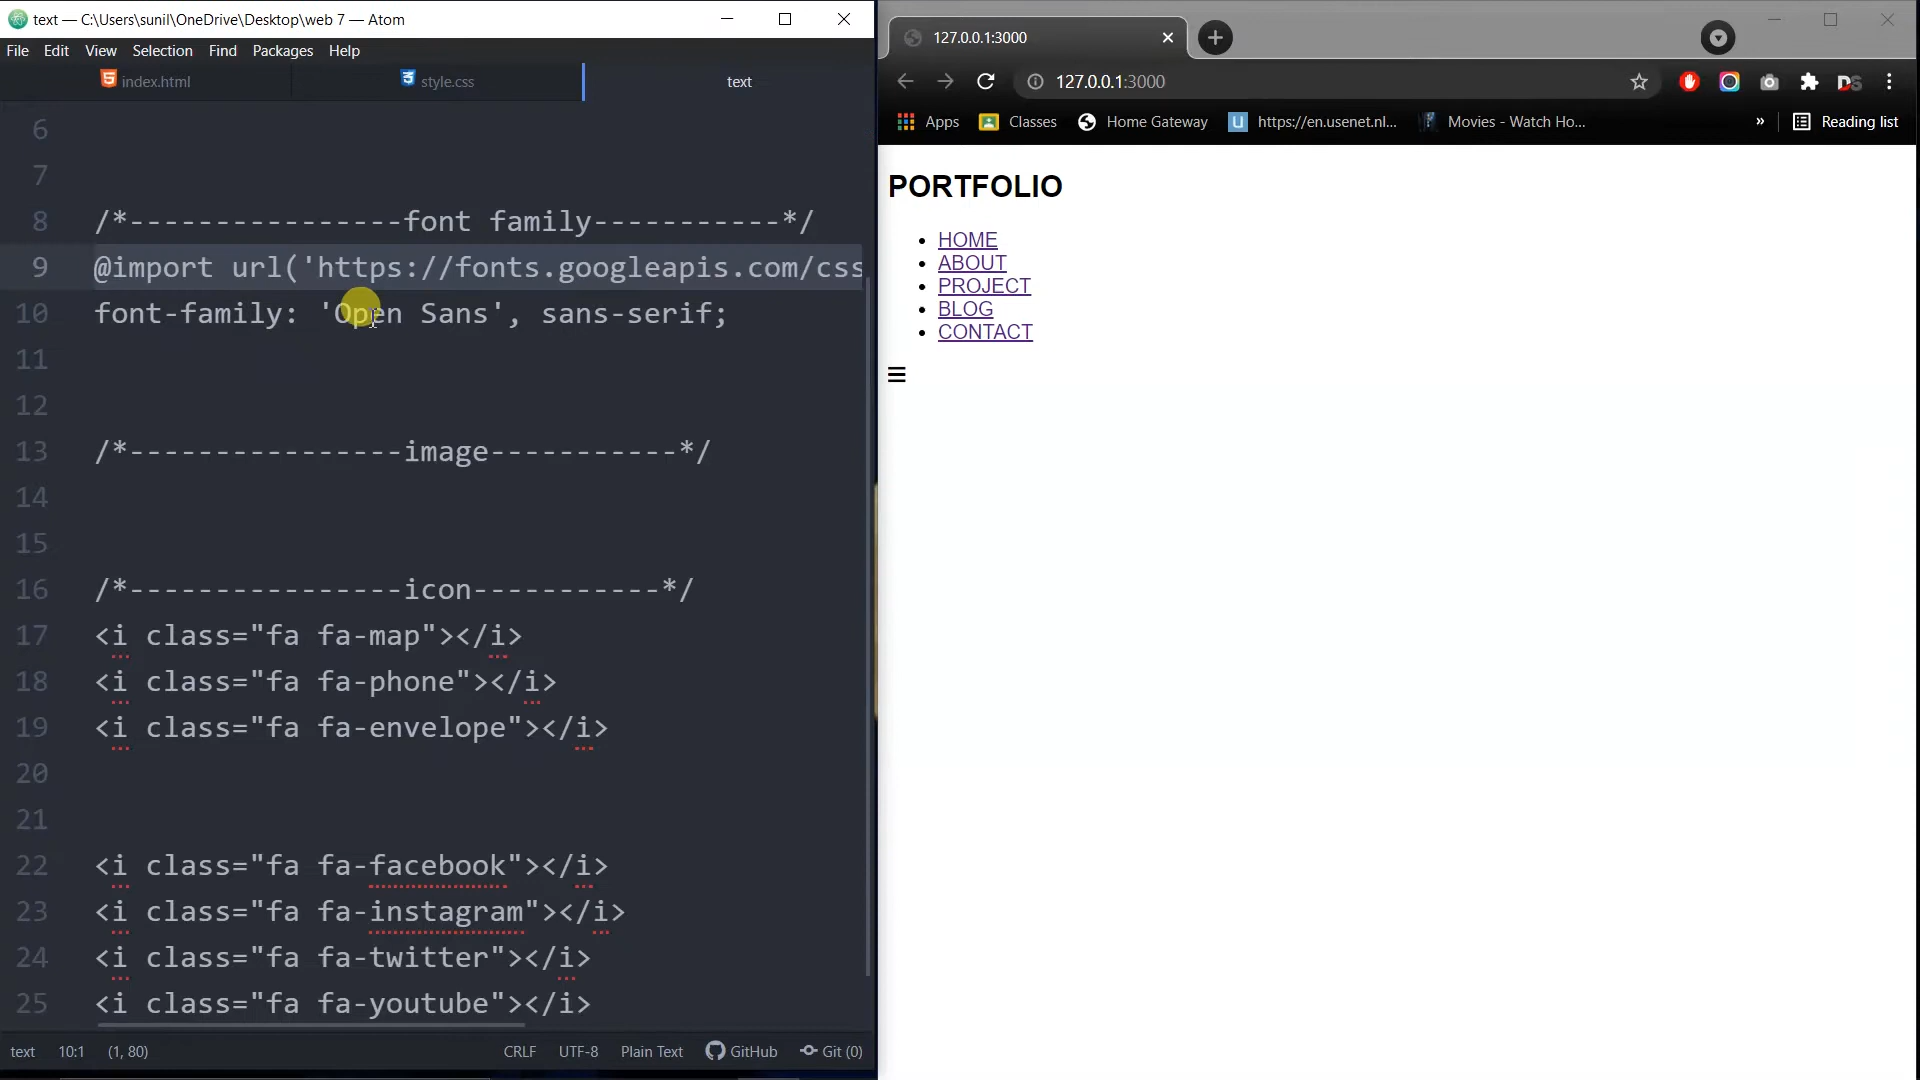 text — C:\Users\sunil\OneDrive\Desktop\web 7 — Atom
File Edit View Selection Find Packages Help
index.html style.css text
6
7
8 /*----------------font family-----------*/
9 @import url('https://fonts.googleapis.com/css
10 font-family: 'Open Sans', sans-serif;
11
12
13 /*----------------image-----------*/
14
15
16 /*----------------icon-----------*/
17 <i class="fa fa-map"></i>
18 <i class="fa fa-phone"></i>
19 <i class="fa fa-envelope"></i>
20
21
22 <i class="fa fa-facebook"></i>
23 <i class="fa fa-instagram"></i>
24 <i class="fa fa-twitter"></i>
25 <i class="fa fa-youtube"></i>
text 10:1 (1, 80) CRLF UTF-8 Plain Text GitHub Git (0)
127.0.0.1:3000
127.0.0.1:3000
Apps Classes Home Gateway https://en.usenet.nl... Movies - Watch Ho... » Reading list
PORTFOLIO
• HOME
• ABOUT
• PROJECT
• BLOG
• CONTACT